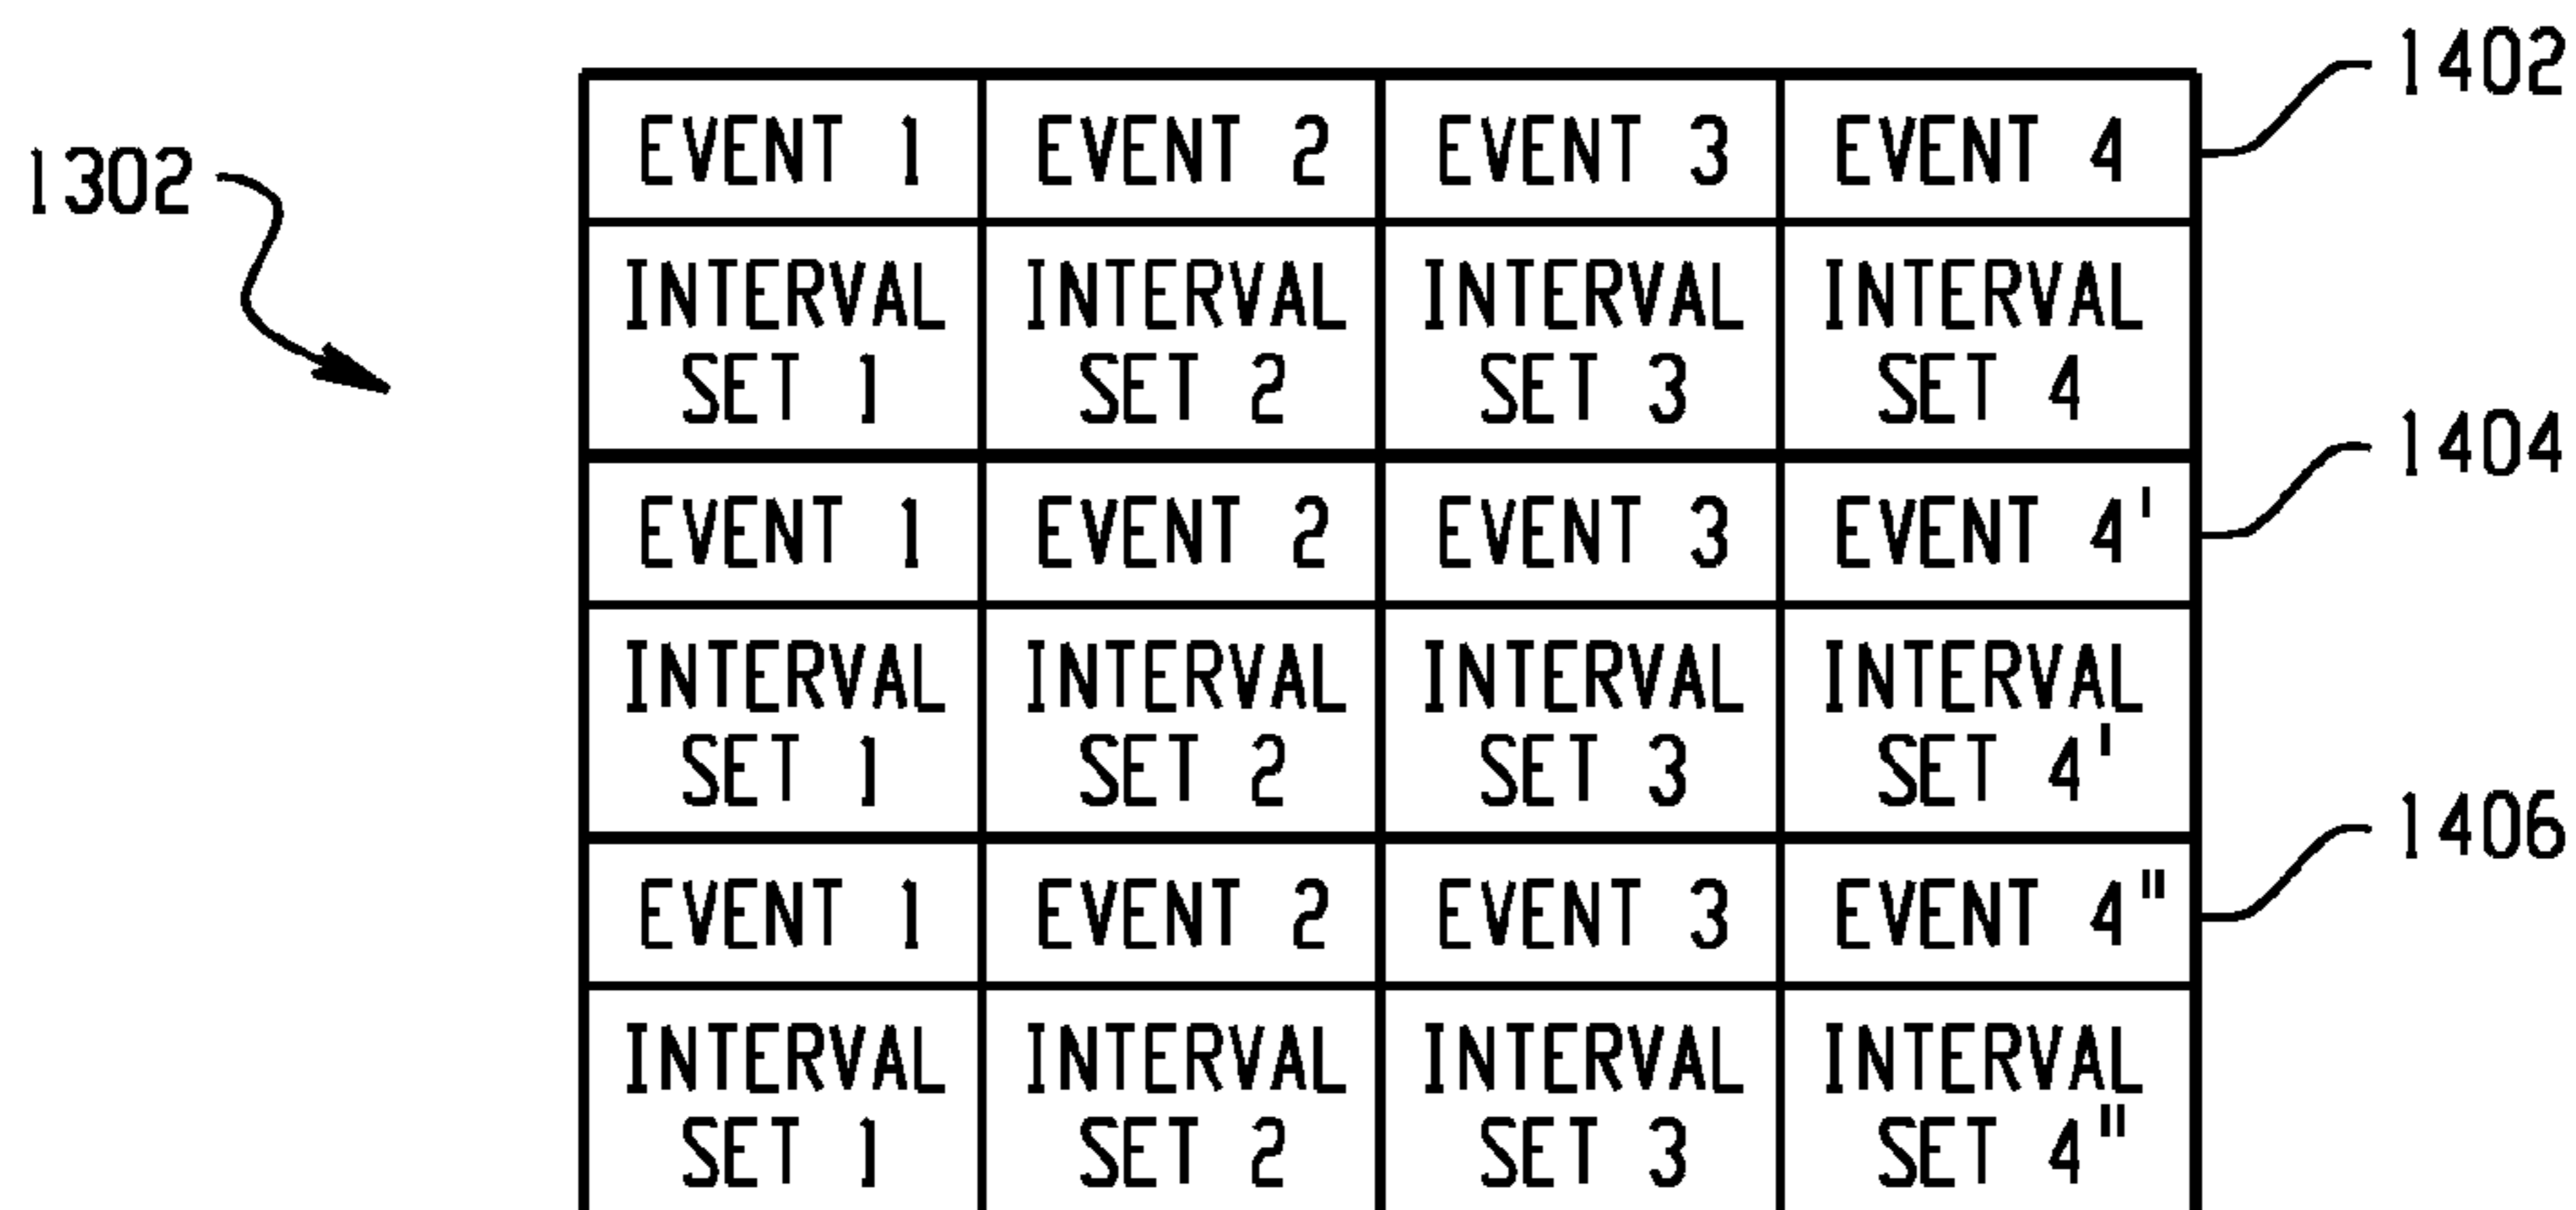 1402
1302
EVENT 1 EVENT 2 EVENT 3 EVENT 4
INTERVAL INTERVAL INTERVAL INTERVAL
SET 1 SET 2 SET 3 SET 4
1404
EVENT 1 EVENT 2 EVENT 3 EVENT 4'
INTERVAL INTERVAL INTERVAL INTERVAL
SET 1 SET 2 SET 3 SET 4'
1406
EVENT 1 EVENT 2 EVENT 3 EVENT 4"
INTERVAL INTERVAL INTERVAL INTERVAL
SET 1 SET 2 SET 3 SET 4"